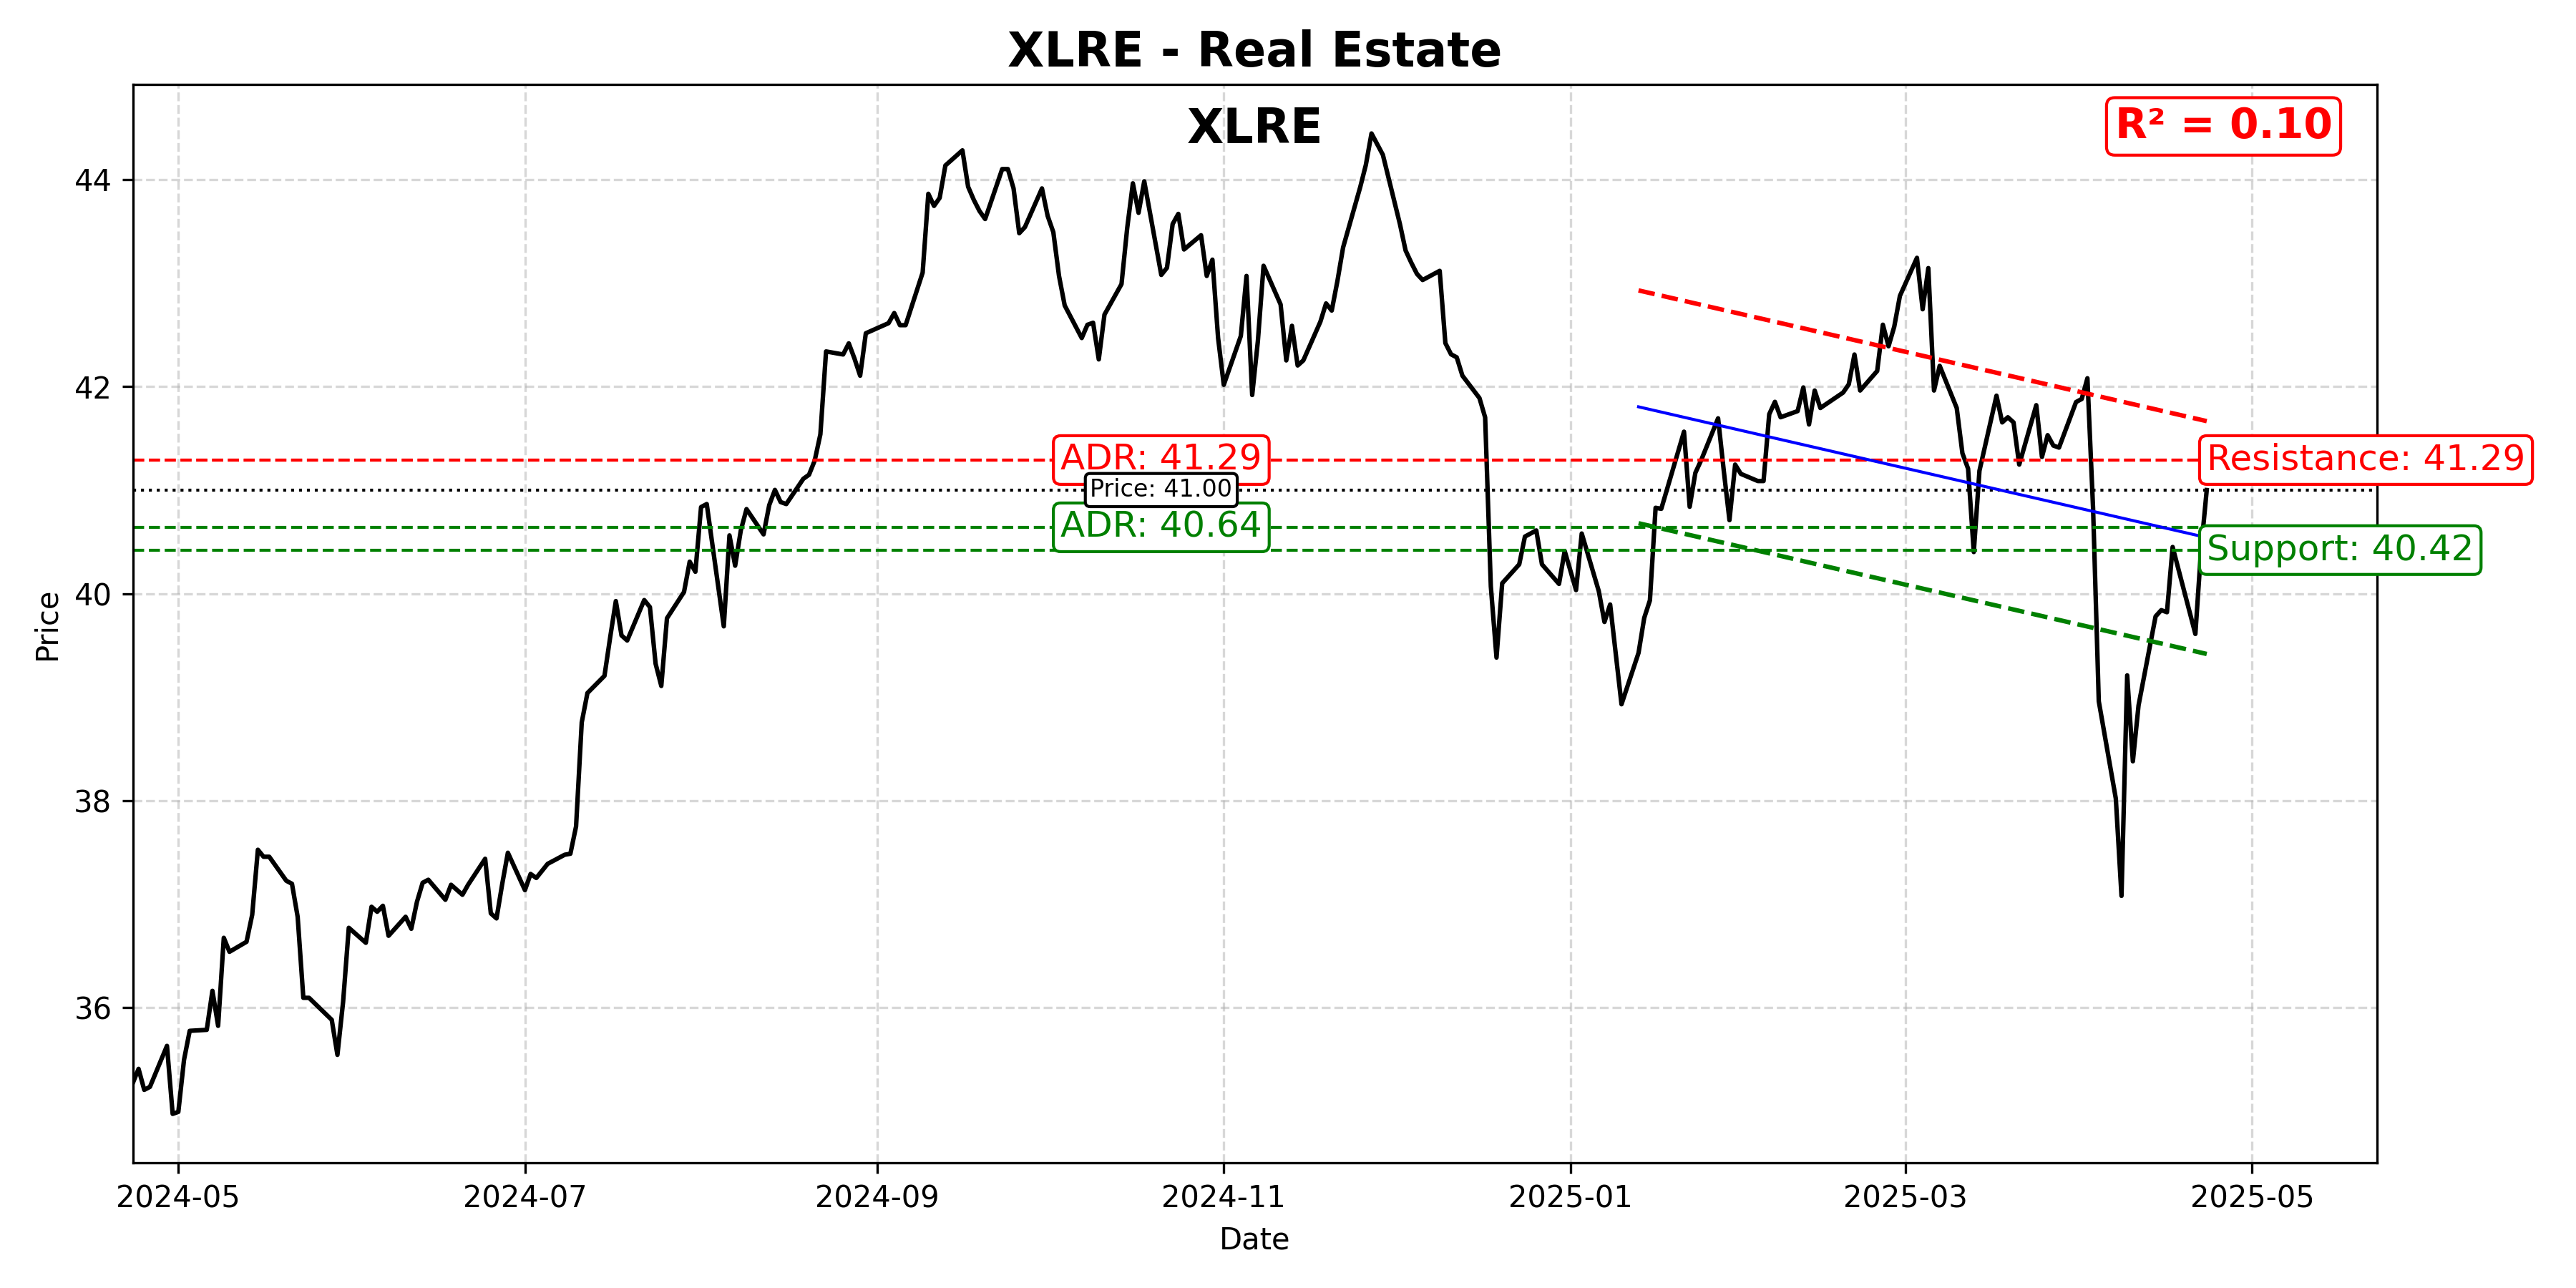 XLRE - Real Estate
XLRE
R² = 0.10
44
42
40
38
36
Price
ADR: 41.29
Price: 41.00
ADR: 40.64
Resistance: 41.29
Support: 40.42
2024-05
2024-07
2024-09
2024-11
2025-01
2025-03
2025-05
Date